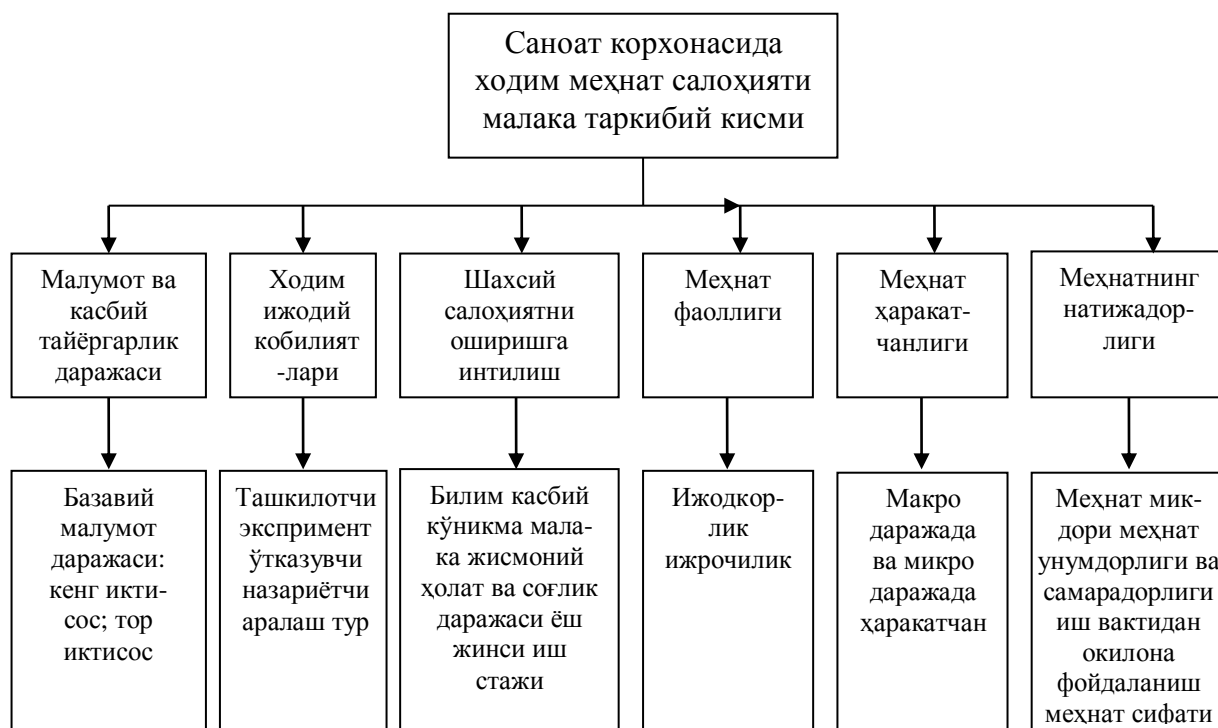 Саноат корхонасида
ходим меҳнат салоҳияти
малака таркибий кисми
Малумот ва
касбий
тайёргарлик
даражаси
Ходим
ижодий
кобилият
-лари
Шахсий
салоҳиятни
оширишга
интилиш
Меҳнат
фаоллиги
Меҳнат
ҳаракат-
чанлиги
Меҳнатнинг
натижадор-
лиги
Базавий
малумот
даражаси:
кенг икти-
сос; тор
иктисос
Ташкилотчи
экспримент
ўтказувчи
назариётчи
аралаш тур
Билим касбий
кўникма мала-
ка жисмоний
ҳолат ва соғлик
даражаси ёш
жинси иш
стажи
Ижодкор-
лик
ижрочилик
Макро
даражада
ва микро
даражада
ҳаракатчан
Меҳнат мик-
дори меҳнат
унумдорлиги ва
самарадорлиги
иш вактидан
окилона
фойдаланиш
меҳнат сифати